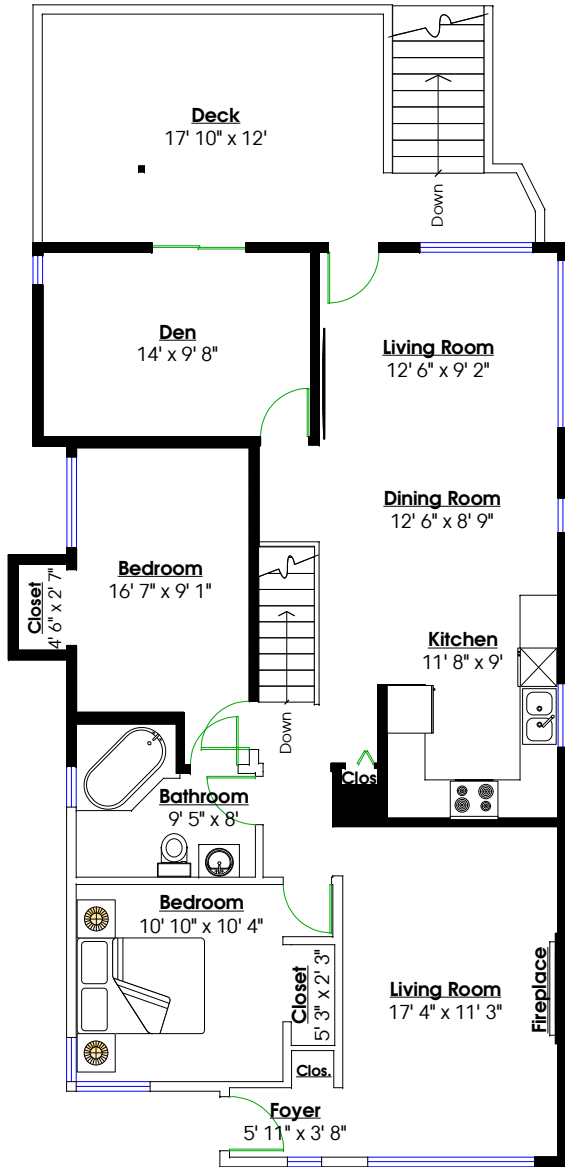 Deck
17' 10" x 12'
Down
Den
14' x 9' 8"
Living Room
12' 6" x 9' 2"
Dining Room
12' 6" x 8' 9"
Bedroom
16' 7" x 9' 1"
Closet
4' 6" x 2' 7"
Kitchen
11' 8" x 9'
Down
Clos
Bathroom
9' 5" x 8'
Bedroom
10' 10" x 10' 4"
Closet
5' 3" x 2' 3"
Living Room
17' 4" x 11' 3"
Fireplace
Clos.
Foyer
5' 11" x 3' 8"